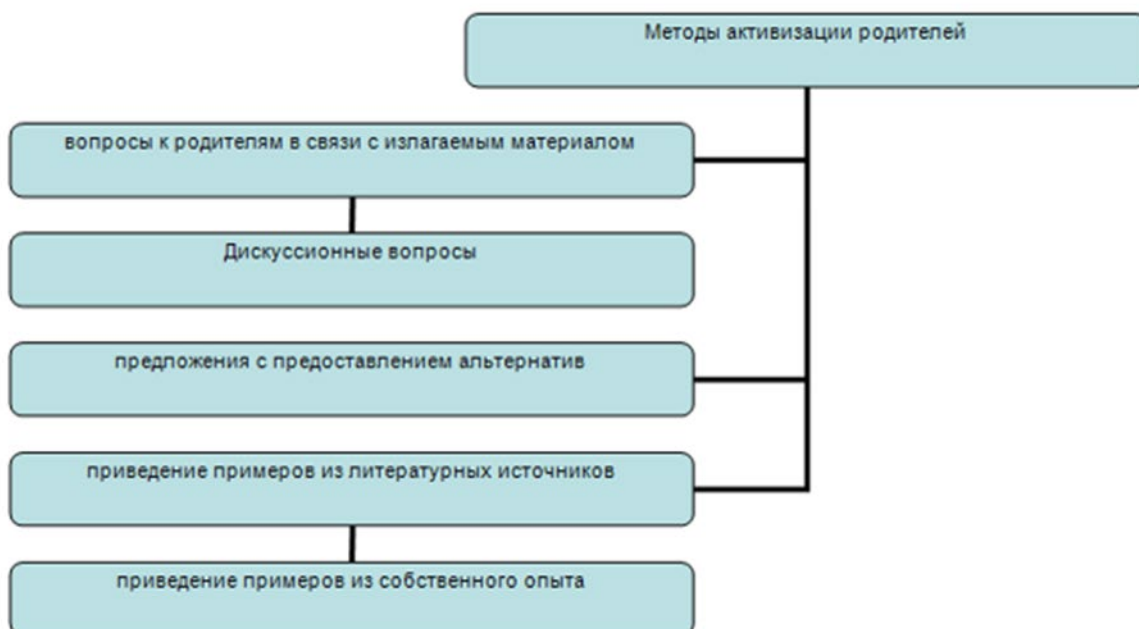 Методы активизации родителей
вопросы к родителям в связи с излагаемым материалом
Дискуссионные вопросы
предложения с предоставлением альтернатив
приведение примеров из литературных источников
приведение примеров из собственного опыта